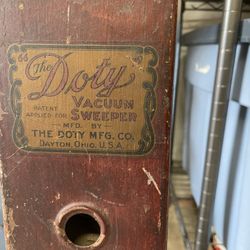 "The
Doty"
VACUUM
PATENT
APPLIED FOR
SWEEPER
MFD. BY
THE DOTY MFG. CO.
DAYTON, OHIO. U.S.A.